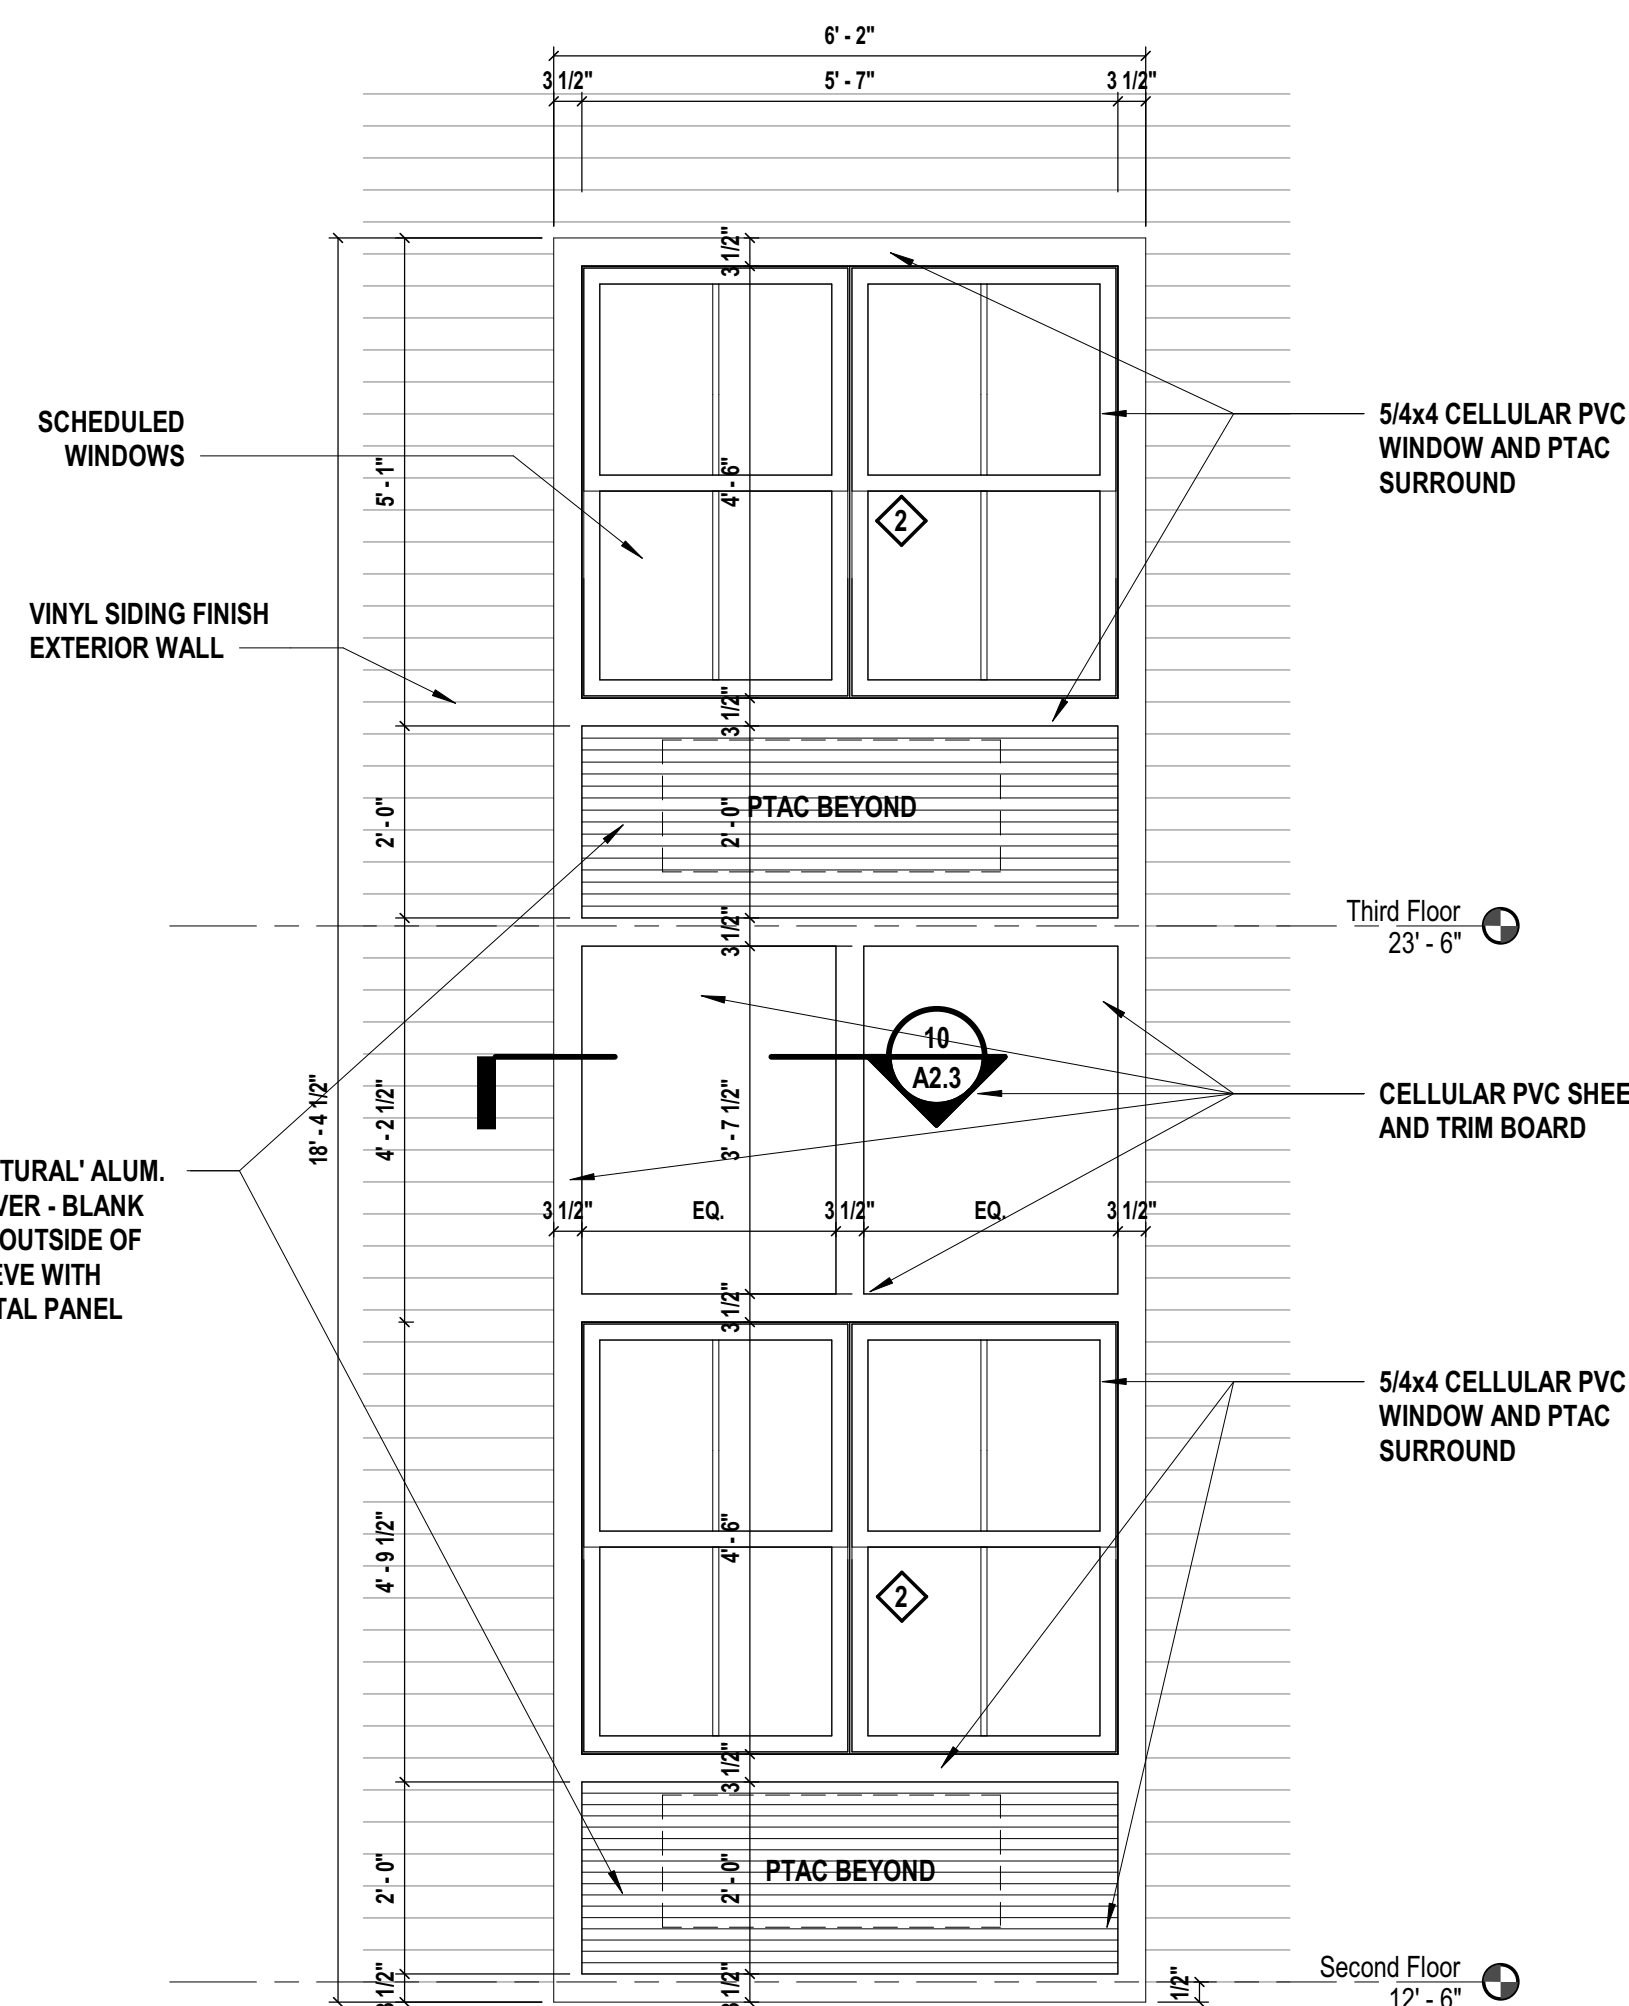 6' - 2"
3 1/2"
5' - 7"
3 1/2"
3 1/2"
SCHEDULED
WINDOWS
5' - 1"
4' - 6"
2
5/4x4 CELLULAR PVC
WINDOW AND PTAC
SURROUND
VINYL SIDING FINISH
EXTERIOR WALL
3 1/2"
2' - 0"
2' - 0"
PTAC BEYOND
3 1/2"
Third Floor
23' - 6"
10
A2.3
18' - 4 1/2"
4' - 2 1/2"
3' - 7 1/2"
CELLULAR PVC SHEE
AND TRIM BOARD
TURAL' ALUM.
VER - BLANK
OUTSIDE OF
EVE WITH
TAL PANEL
3 1/2"
EQ.
3 1/2"
EQ.
3 1/2"
3 1/2"
5/4x4 CELLULAR PVC
WINDOW AND PTAC
SURROUND
4' - 9 1/2"
4' - 6"
2
3 1/2"
2' - 0"
2' - 0"
PTAC BEYOND
1/2"
1/2"
1/2"
Second Floor
12' - 6"